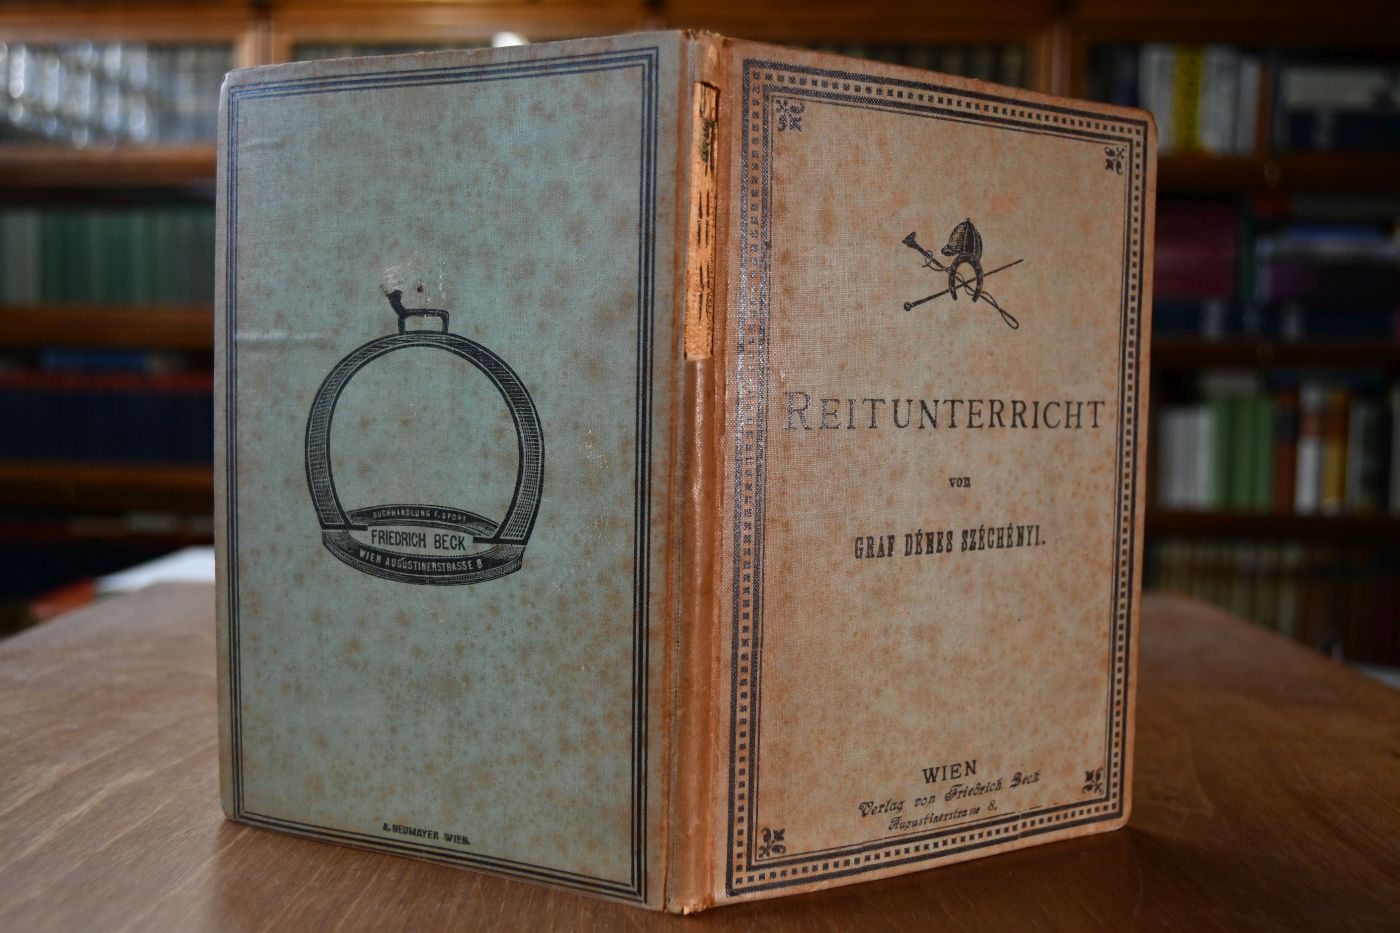 BUCHHANDLUNG F. SPORT
FRIEDRICH BECK
WIEN AUGUSTINERSTRASSE 8
A. NEUMAYER WIEN.
REITUNTERRICHT
von
GRAF DÉNES SZÉCHÉNYI.
WIEN
Verlag von Friedrich Beck
Augustinerstrasse 8.